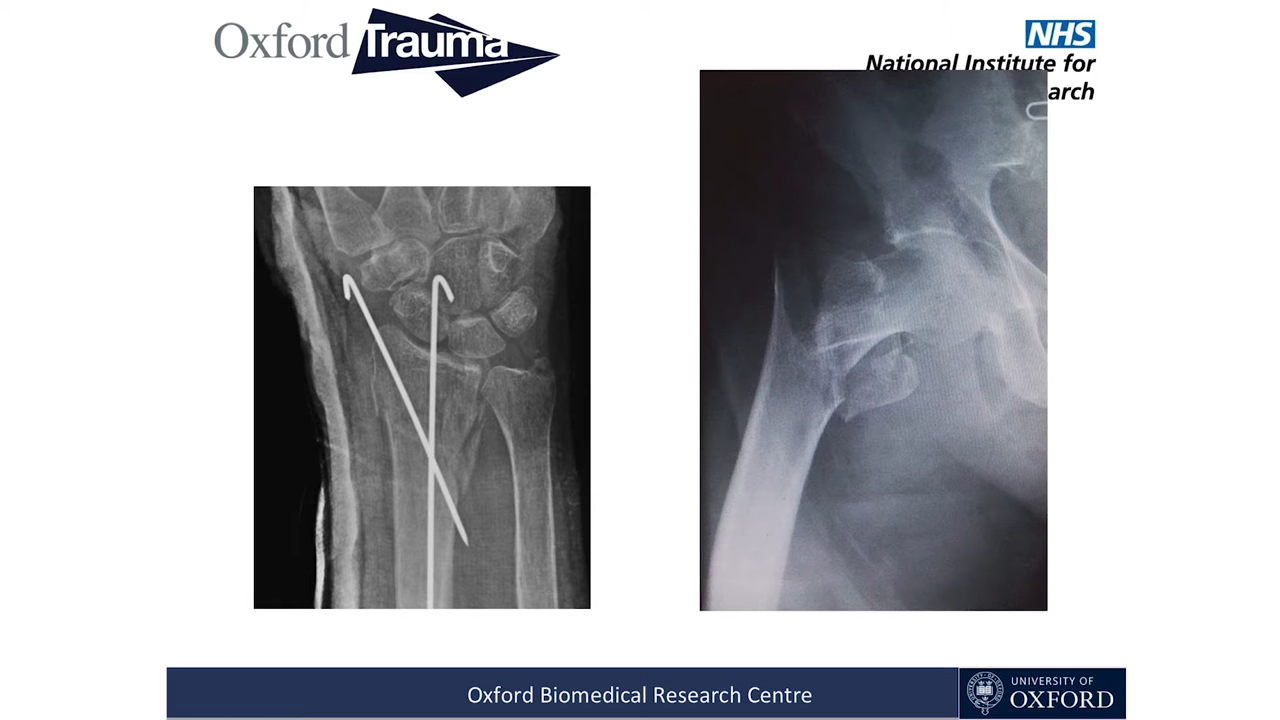 Oxford Trauma
NHS
National Institute for
arch
Oxford Biomedical Research Centre
UNIVERSITY OF
OXFORD